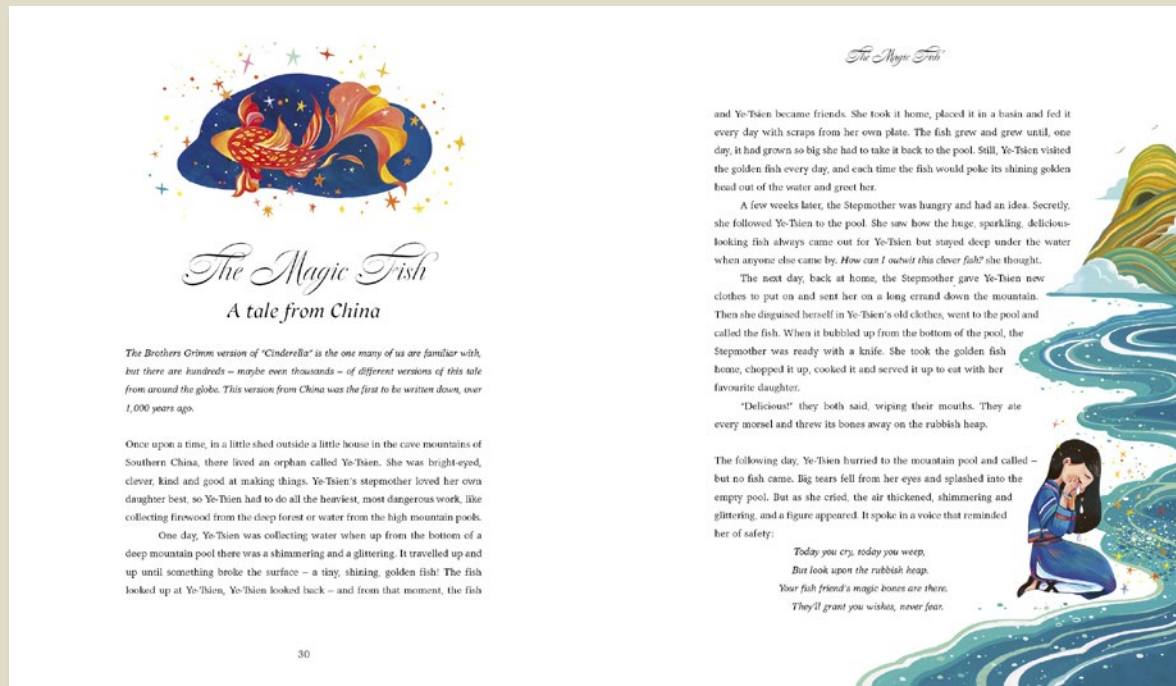 The Magic Fish
A tale from China
The Brothers Grimm version of "Cinderella" is the one many of us are familiar with,
but there are hundreds – maybe even thousands – of different versions of this tale
from around the globe. This version from China was the first to be written down, over
1,000 years ago.
Once upon a time, in a little shed outside a little house in the cave mountains of
Southern China, there lived an orphan called Ye-Tsien. She was bright-eyed,
clever, kind and good at making things. Ye-Tsien's stepmother loved her own
daughter best, so Ye-Tsien had to do all the heaviest, most dangerous work, like
collecting firewood from the deep forest or water from the high mountain pools.
One day, Ye-Tsien was collecting water when up from the bottom of a
deep mountain pool there was a shimmering and a glittering. It travelled up and
up until something broke the surface – a tiny, shining, golden fish! The fish
looked up at Ye-Tsien, Ye-Tsien looked back – and from that moment, the fish
30
The Magic Fish
and Ye-Tsien became friends. She took it home, placed it in a basin and fed it
every day with scraps from her own plate. The fish grew and grew until, one
day, it had grown so big she had to take it back to the pool. Still, Ye-Tsien visited
the golden fish every day, and each time the fish would poke its shining golden
head out of the water and greet her.
A few weeks later, the Stepmother was hungry and had an idea. Secretly,
she followed Ye-Tsien to the pool. She saw how the huge, sparkling, delicious-
looking fish always came out for Ye-Tsien but stayed deep under the water
when anyone else came by. How can I outwit this clever fish? she thought.
The next day, back at home, the Stepmother gave Ye-Tsien new
clothes to put on and sent her on a long errand down the mountain.
Then she disguised herself in Ye-Tsien's old clothes, went to the pool and
called the fish. When it bubbled up from the bottom of the pool, the
Stepmother was ready with a knife. She took the golden fish
home, chopped it up, cooked it and served it up to eat with her
favourite daughter.
"Delicious!" they both said, wiping their mouths. They ate
every morsel and threw its bones away on the rubbish heap.
The following day, Ye-Tsien hurried to the mountain pool and called –
but no fish came. Big tears fell from her eyes and splashed into the
empty pool. But as she cried, the air thickened, shimmering and
glittering, and a figure appeared. It spoke in a voice that reminded
her of safety:
Today you cry, today you weep,
But look upon the rubbish heap.
Your fish friend's magic bones are there.
They'll grant you wishes, never fear.